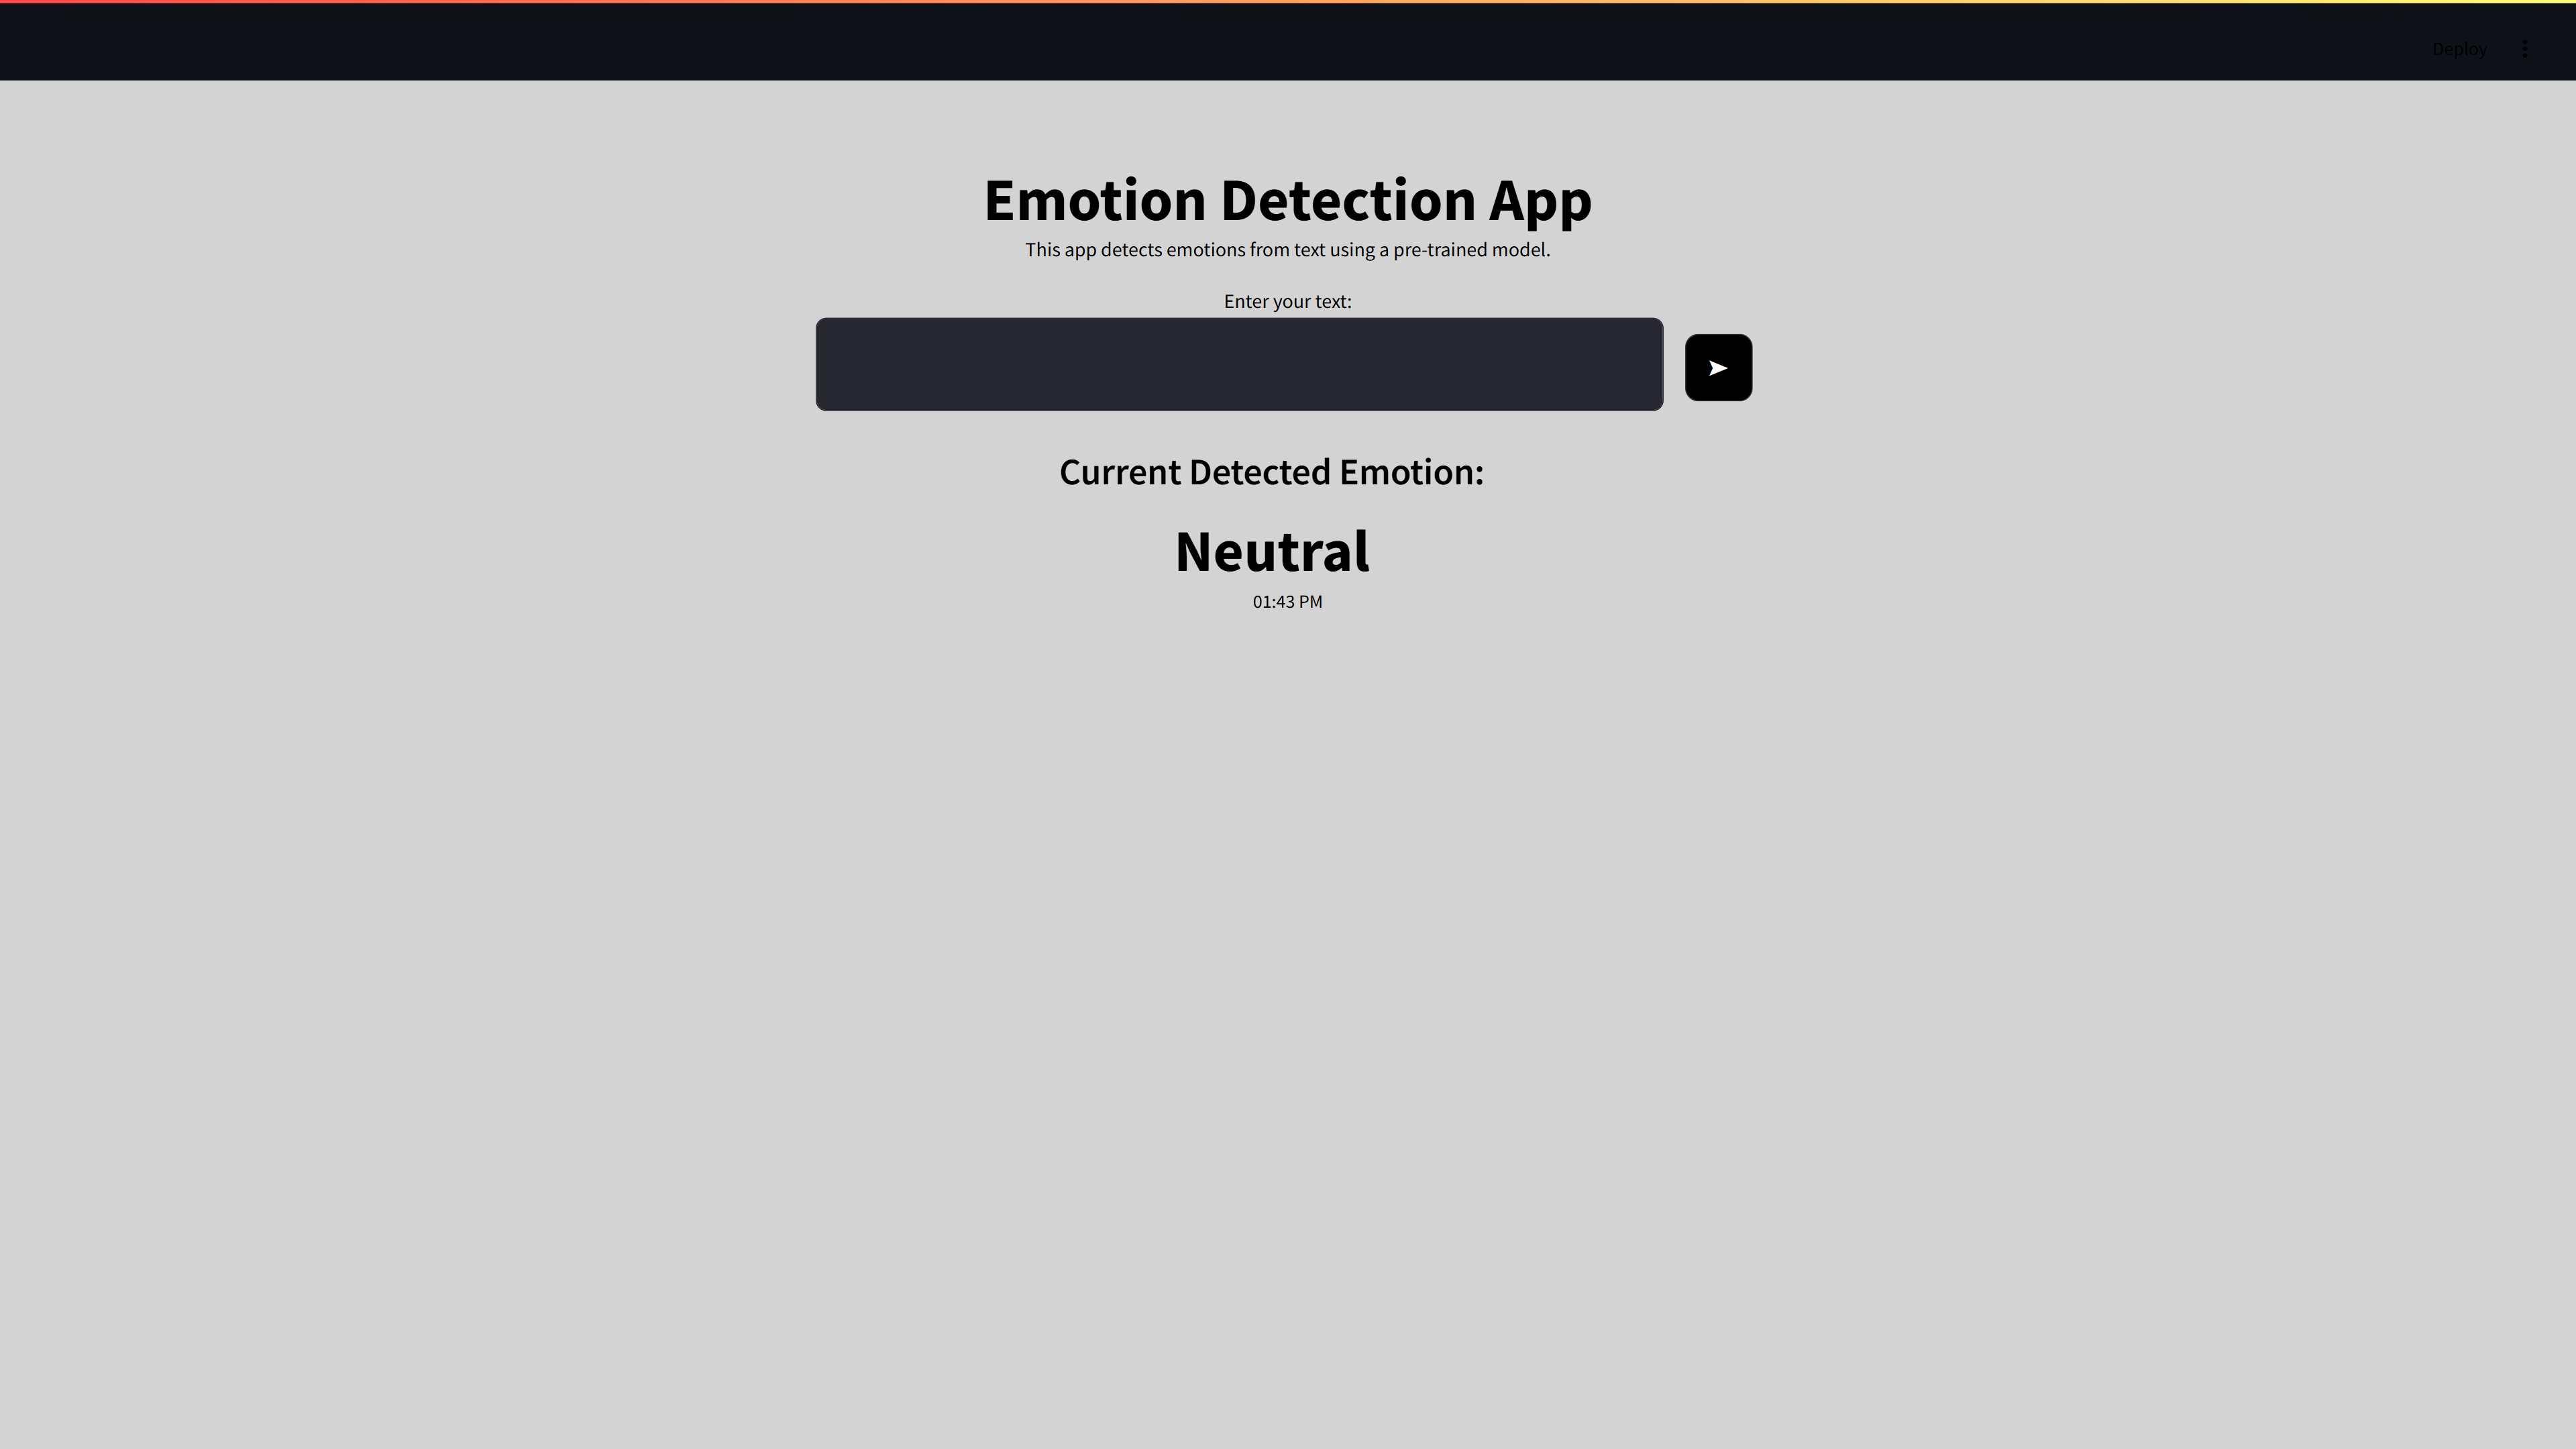 Deploy
Emotion Detection App
This app detects emotions from text using a pre-trained model.
Enter your text:
Current Detected Emotion:
Neutral
01:43 PM